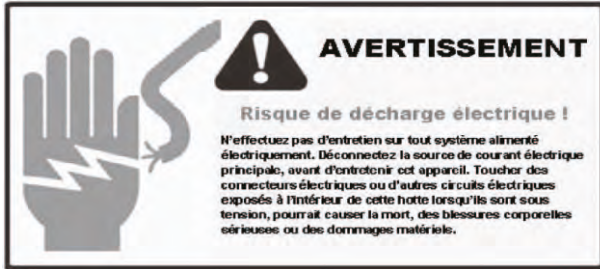 AVERTISSEMENT
Risque de décharge électrique !
N'effectuez pas d'entretien sur tout système alimenté
électriquement. Déconnectez la source de courant électrique
principale, avant d'entretenir cet appareil. Toucher des
connecteurs électriques ou d'autres circuits électriques
exposés à l'intérieur de cette hotte lorsqu'ils sont sous
tension, pourrait causer la mort, des blessures corporelles
sérieuses ou des dommages matériels.